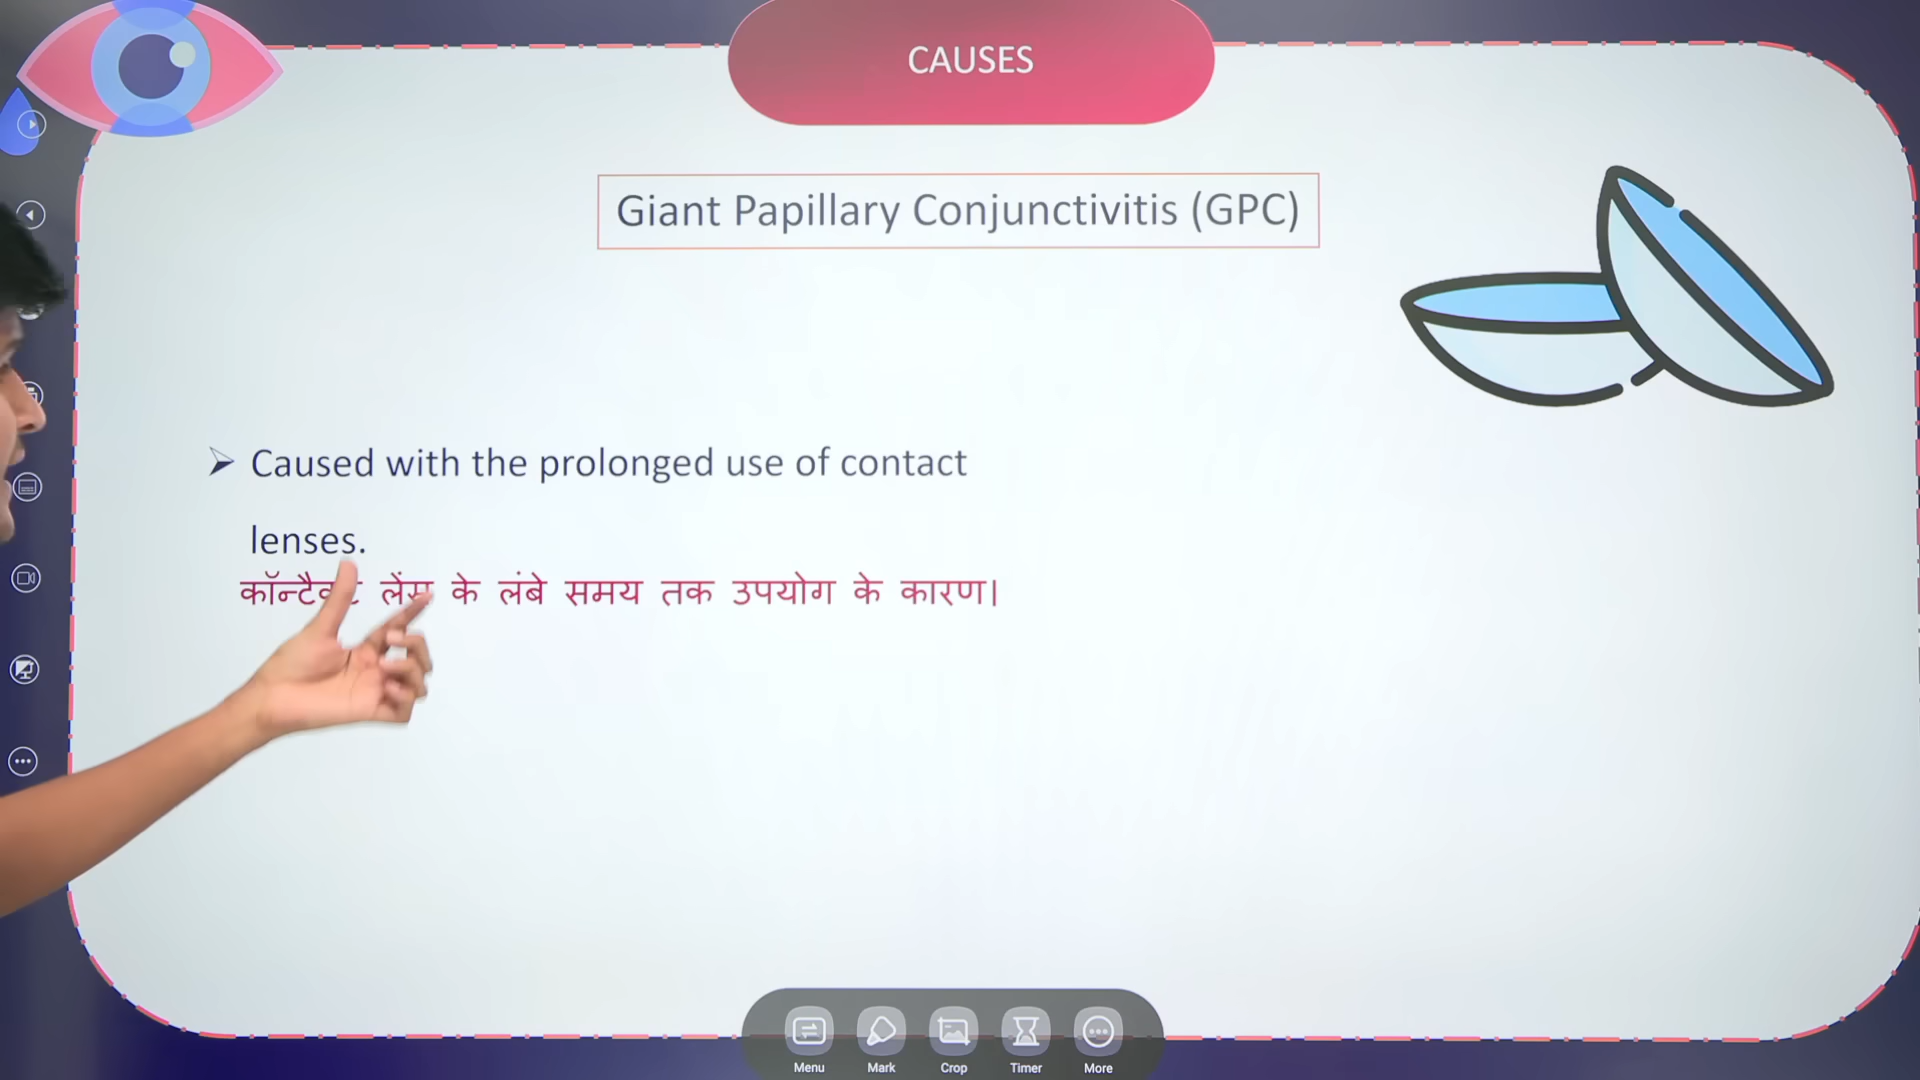 CAUSES
Giant Papillary Conjunctivitis (GPC)
➢ Caused with the prolonged use of contact
lenses.
के लंबे समय तक उपयोग के कारण।
Menu Mark Crop Timer More